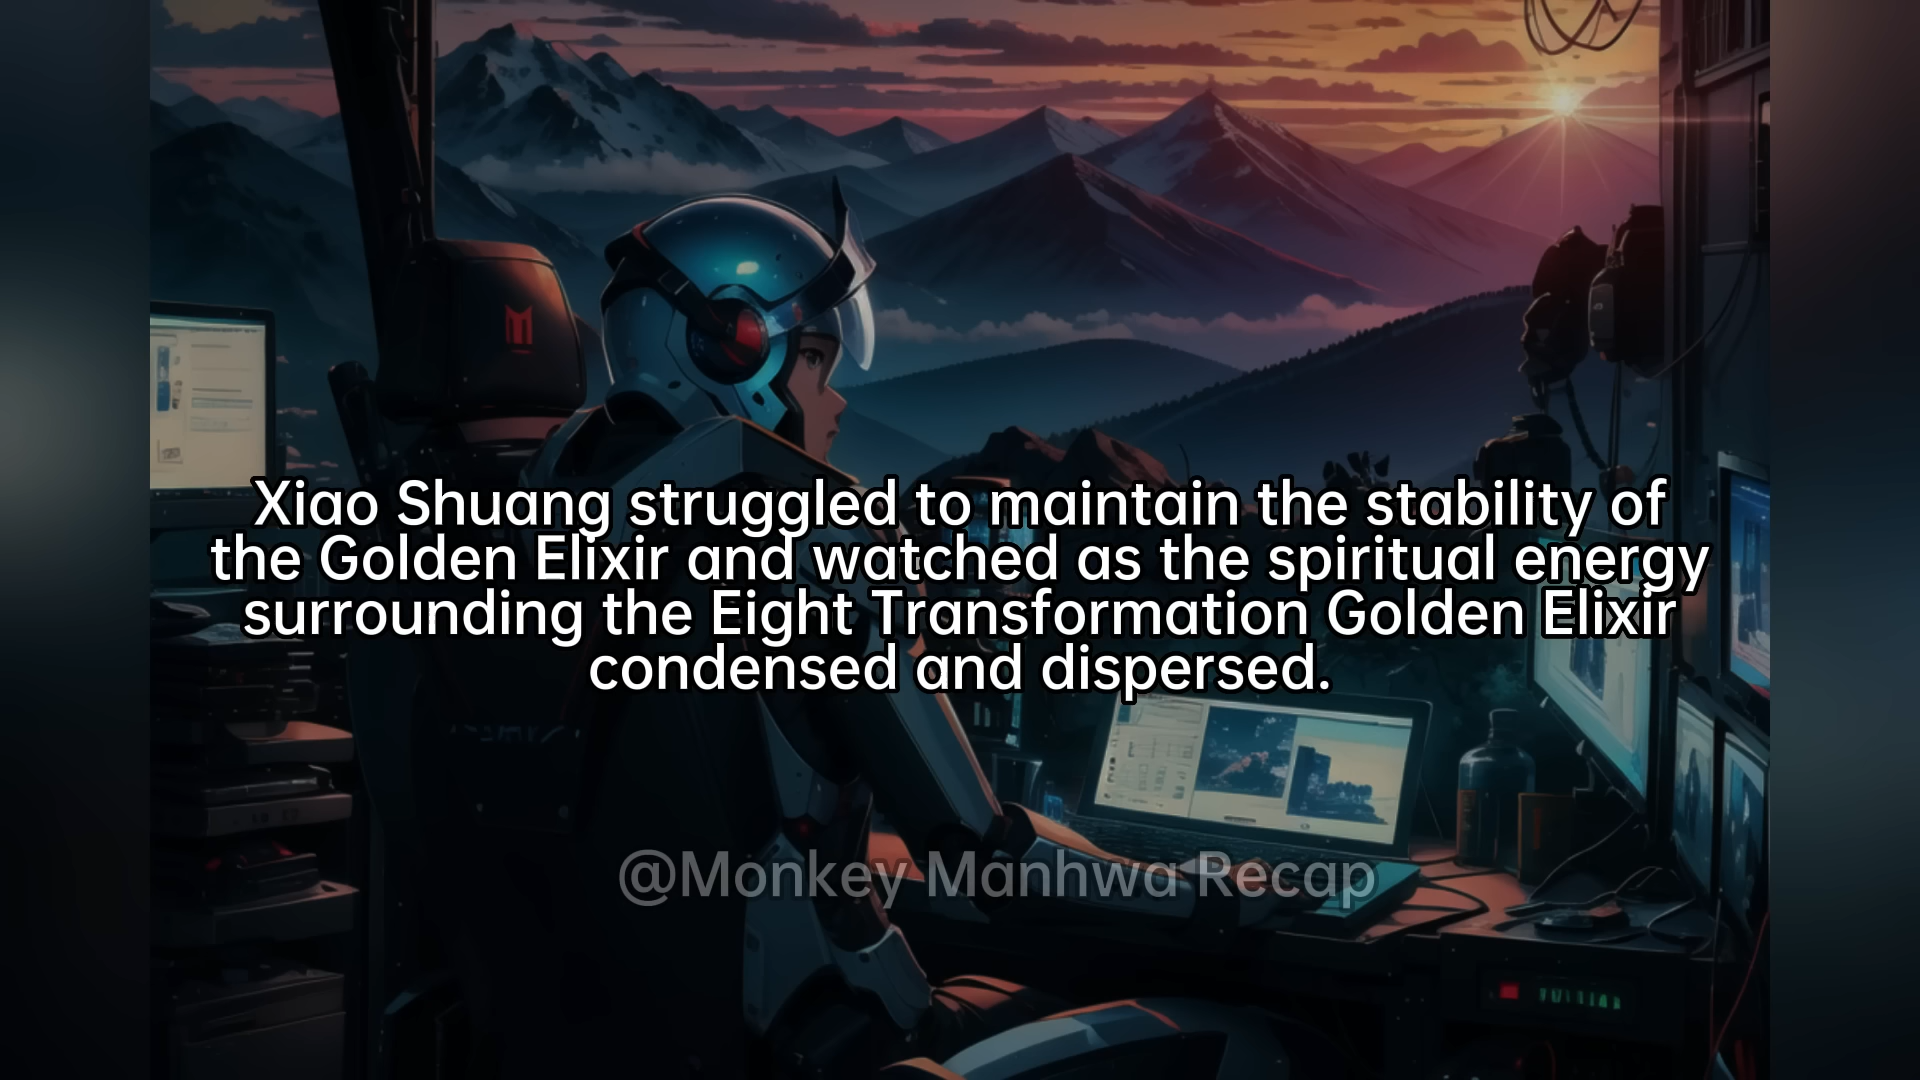 Xiao Shuang struggled to maintain the stability of
the Golden Elixir and watched as the spiritual energy
surrounding the Eight Transformation Golden Elixir
condensed and dispersed.
@Monkey Manhwa Recap